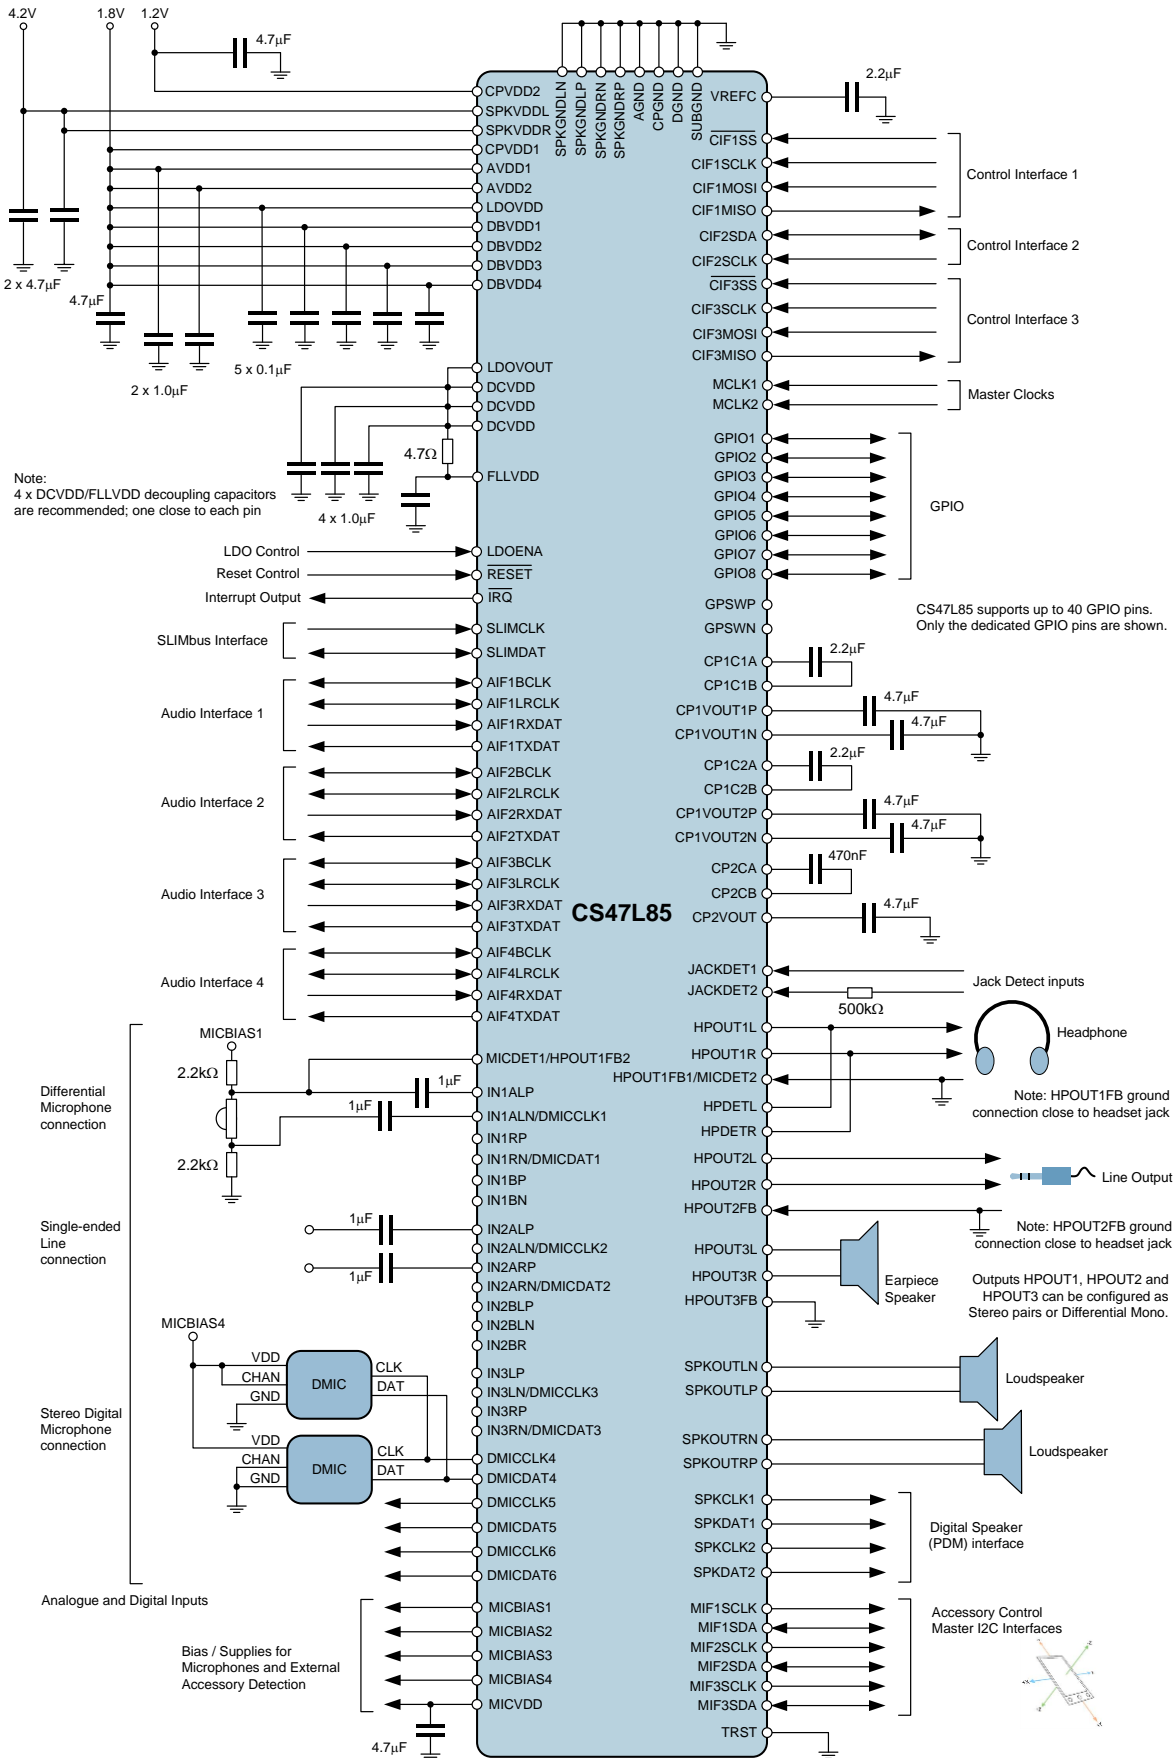 4.2V
1.8V
1.2V
4.7μF
CPVDD2
SPKVDDL
SPKVDDR
CPVDD1
AVDD1
AVDD2
LDOVDD
DBVDD1
DBVDD2
DBVDD3
DBVDD4
2 x 4.7μF
4.7μF
2 x 1.0μF
5 x 0.1μF
LDOVOUT
DCVDD
DCVDD
DCVDD
4.7Ω
FLLVDD
4 x 1.0μF
Note:
4 x DCVDD/FLLVDD decoupling capacitors
are recommended; one close to each pin
LDO Control
LDOENA
Reset Control
RESET
Interrupt Output
IRQ
SLIMbus Interface
SLIMCLK
SLIMDAT
Audio Interface 1
AIF1BCLK
AIF1LRCLK
AIF1RXDAT
AIF1TXDAT
Audio Interface 2
AIF2BCLK
AIF2LRCLK
AIF2RXDAT
AIF2TXDAT
Audio Interface 3
AIF3BCLK
AIF3LRCLK
AIF3RXDAT
AIF3TXDAT
Audio Interface 4
AIF4BCLK
AIF4LRCLK
AIF4RXDAT
AIF4TXDAT
MICBIAS1
2.2kΩ
2.2kΩ
1μF
1μF
Differential
Microphone
connection
MICDET1/HPOUT1FB2
IN1ALP
IN1ALN/DMICCLK1
IN1RP
IN1RN/DMICDAT1
IN1BP
IN1BN
Single-ended
Line
connection
1μF
1μF
IN2ALP
IN2ALN/DMICCLK2
IN2ARP
IN2ARN/DMICDAT2
IN2BLP
IN2BLN
IN2BR
MICBIAS4
VDD
CHAN
GND
DMIC
CLK
DAT
IN3LP
IN3LN/DMICCLK3
IN3RP
IN3RN/DMICDAT3
Stereo Digital
Microphone
connection
VDD
CHAN
GND
DMIC
CLK
DAT
DMICCLK4
DMICDAT4
DMICCLK5
DMICDAT5
DMICCLK6
DMICDAT6
Analogue and Digital Inputs
Bias / Supplies for
Microphones and External
Accessory Detection
MICBIAS1
MICBIAS2
MICBIAS3
MICBIAS4
MICVDD
4.7μF
CS47L85
SPKGNDLN
SPKGNDLP
SPKGNDRN
SPKGNDRP
AGND
CPGND
DGND
SUBGND
VREFC
2.2μF
CIF1SS
CIF1SCLK
CIF1MOSI
CIF1MISO
Control Interface 1
CIF2SDA
CIF2SCLK
Control Interface 2
CIF3SS
CIF3SCLK
CIF3MOSI
CIF3MISO
Control Interface 3
MCLK1
MCLK2
Master Clocks
GPIO1
GPIO2
GPIO3
GPIO4
GPIO5
GPIO6
GPIO7
GPIO8
GPIO
GPSWP
GPSWN
CS47L85 supports up to 40 GPIO pins.
Only the dedicated GPIO pins are shown.
CP1C1A
2.2μF
CP1C1B
CP1VOUT1P
4.7μF
CP1VOUT1N
4.7μF
CP1C2A
2.2μF
CP1C2B
CP1VOUT2P
4.7μF
CP1VOUT2N
4.7μF
CP2CA
470nF
CP2CB
CP2VOUT
4.7μF
JACKDET1
JACKDET2
500kΩ
Jack Detect inputs
HPOUT1L
HPOUT1R
HPOUT1FB1/MICDET2
HPDETL
HPDETR
Headphone
Note: HPOUT1FB ground
connection close to headset jack
HPOUT2L
HPOUT2R
HPOUT2FB
Line Output
Note: HPOUT2FB ground
connection close to headset jack
HPOUT3L
HPOUT3R
HPOUT3FB
Earpiece
Speaker
Outputs HPOUT1, HPOUT2 and
HPOUT3 can be configured as
Stereo pairs or Differential Mono.
SPKOUTLN
SPKOUTLP
Loudspeaker
SPKOUTRN
SPKOUTRP
Loudspeaker
SPKCLK1
SPKDAT1
SPKCLK2
SPKDAT2
Digital Speaker
(PDM) interface
MIF1SCLK
MIF1SDA
MIF2SCLK
MIF2SDA
MIF3SCLK
MIF3SDA
Accessory Control
Master I2C Interfaces
TRST